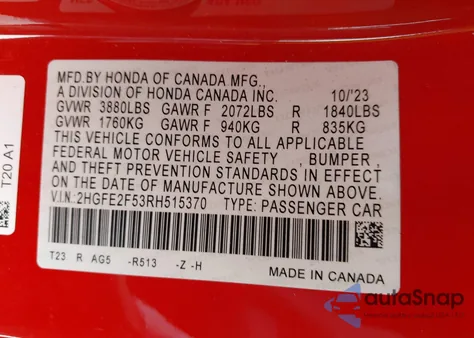 MFD.BY HONDA OF CANADA MFG.,
A DIVISION OF HONDA CANADA INC. 10/'23
GVWR 3880LBS GAWR F 2072LBS R 1840LBS
GVWR 1760KG GAWR F 940KG R 835KG
THIS VEHICLE CONFORMS TO ALL APPLICABLE
FEDERAL MOTOR VEHICLE SAFETY , BUMPER ,
AND THEFT PREVENTION STANDARDS IN EFFECT
ON THE DATE OF MANUFACTURE SHOWN ABOVE.
V.I.N.: 2HGFE2F53RH515370 TYPE: PASSENGER CAR
T23 R AG5 -R513 -Z -H
MADE IN CANADA
T20 A1
autoSnap